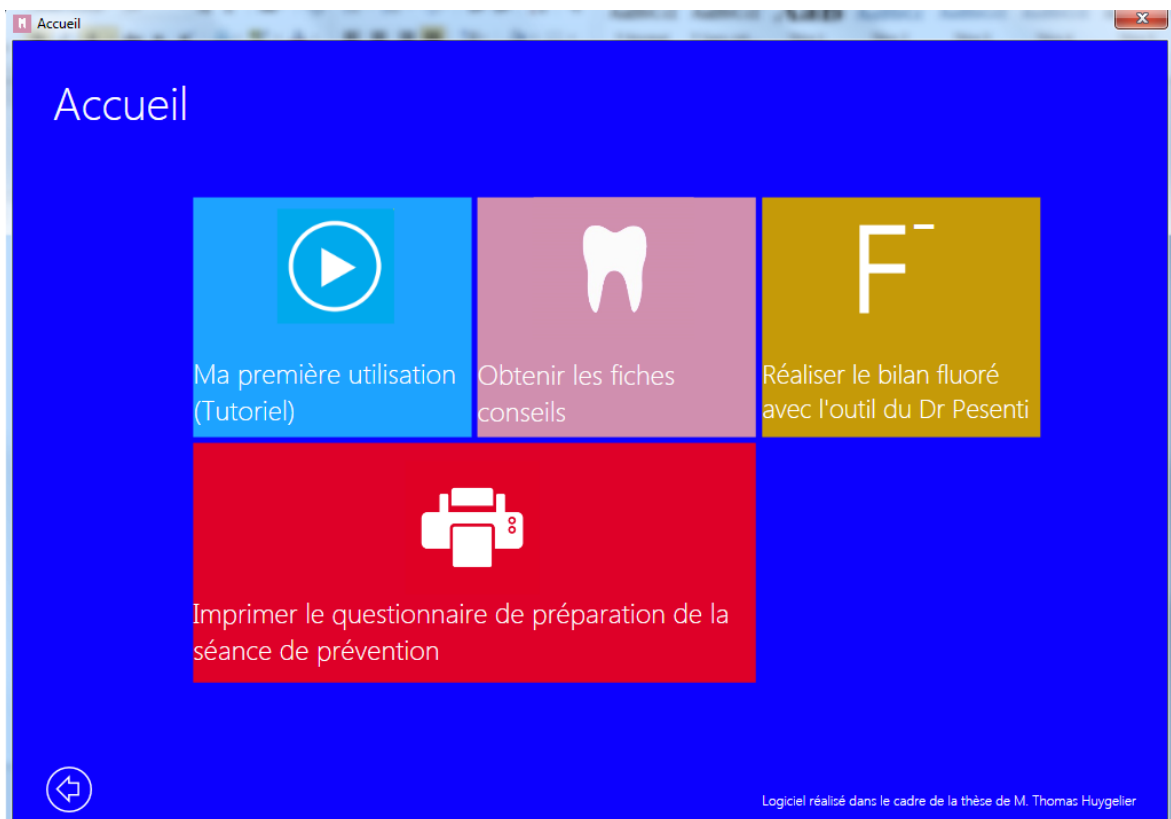 Accueil
Accueil
Ma première utilisation
(Tutoriel)
Obtenir les fiches
conseils
F-
Réaliser le bilan fluoré
avec l'outil du Dr Pesenti
Imprimer le questionnaire de préparation de la
séance de prévention
Logiciel réalisé dans le cadre de la thèse de M. Thomas Huygelier